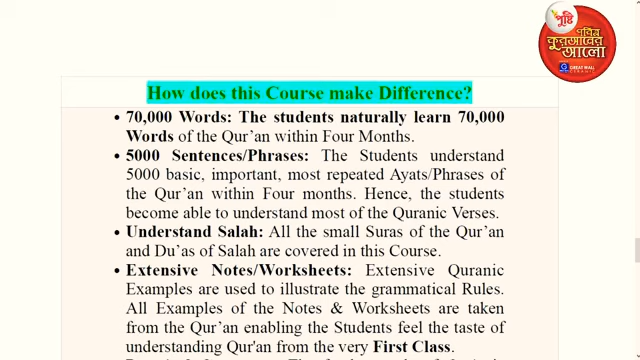 পুষ্টি
পবিত্র
কুরআনের
আলো
GREAT WALL
CERAMIC
How does this Course make Difference?
• 70,000 Words: The students naturally learn 70,000
Words of the Qur’an within Four Months.
• 5000 Sentences/Phrases: The Students understand
5000 basic, important, most repeated Ayats/Phrases of
the Qur’an within Four months. Hence, the students
become able to understand most of the Quranic Verses.
• Understand Salah: All the small Suras of the Qur’an
and Du’as of Salah are covered in this Course.
• Extensive Notes/Worksheets: Extensive Quranic
Examples are used to illustrate the grammatical Rules.
All Examples of the Notes & Worksheets are taken
from the Qur’an enabling the Students feel the taste of
understanding Qur'an from the very First Class.